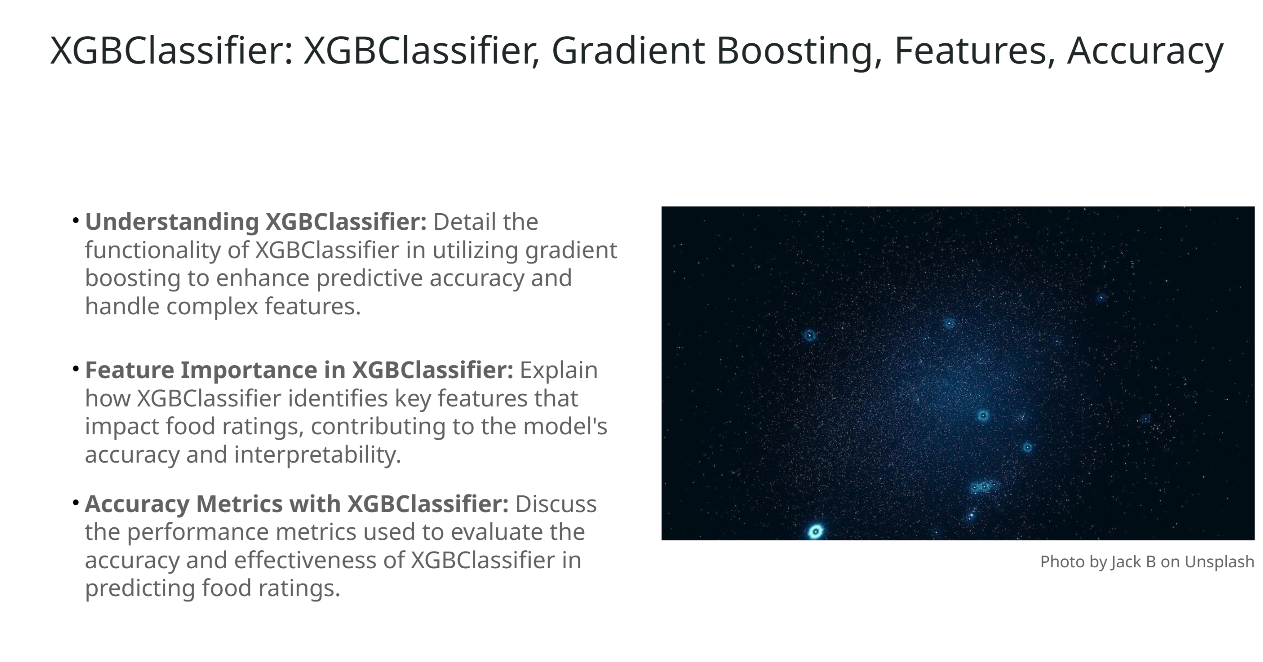 XGBClassifier: XGBClassifier, Gradient Boosting, Features, Accuracy
• Understanding XGBClassifier: Detail the
functionality of XGBClassifier in utilizing gradient
boosting to enhance predictive accuracy and
handle complex features.
• Feature Importance in XGBClassifier: Explain
how XGBClassifier identifies key features that
impact food ratings, contributing to the model's
accuracy and interpretability.
• Accuracy Metrics with XGBClassifier: Discuss
the performance metrics used to evaluate the
accuracy and effectiveness of XGBClassifier in
predicting food ratings.
Photo by Jack B on Unsplash